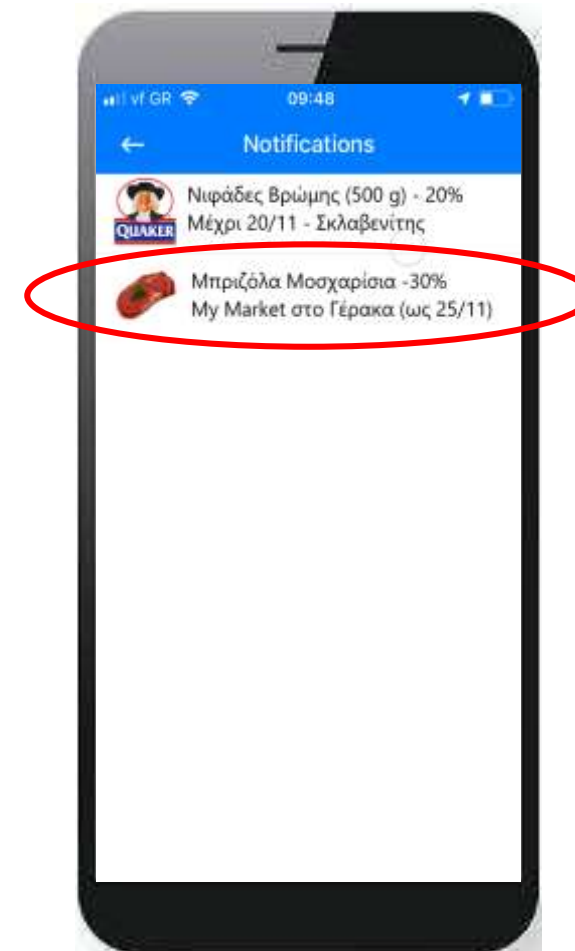 vf GR 09:48
Notifications
Νιφάδες Βρώμης (500 g) - 20%
Μέχρι 20/11 - Σκλαβενίτης
QUAKER
Μπριζόλα Μοσχαρίσια -30%
My Market στο Γέρακα (ως 25/11)